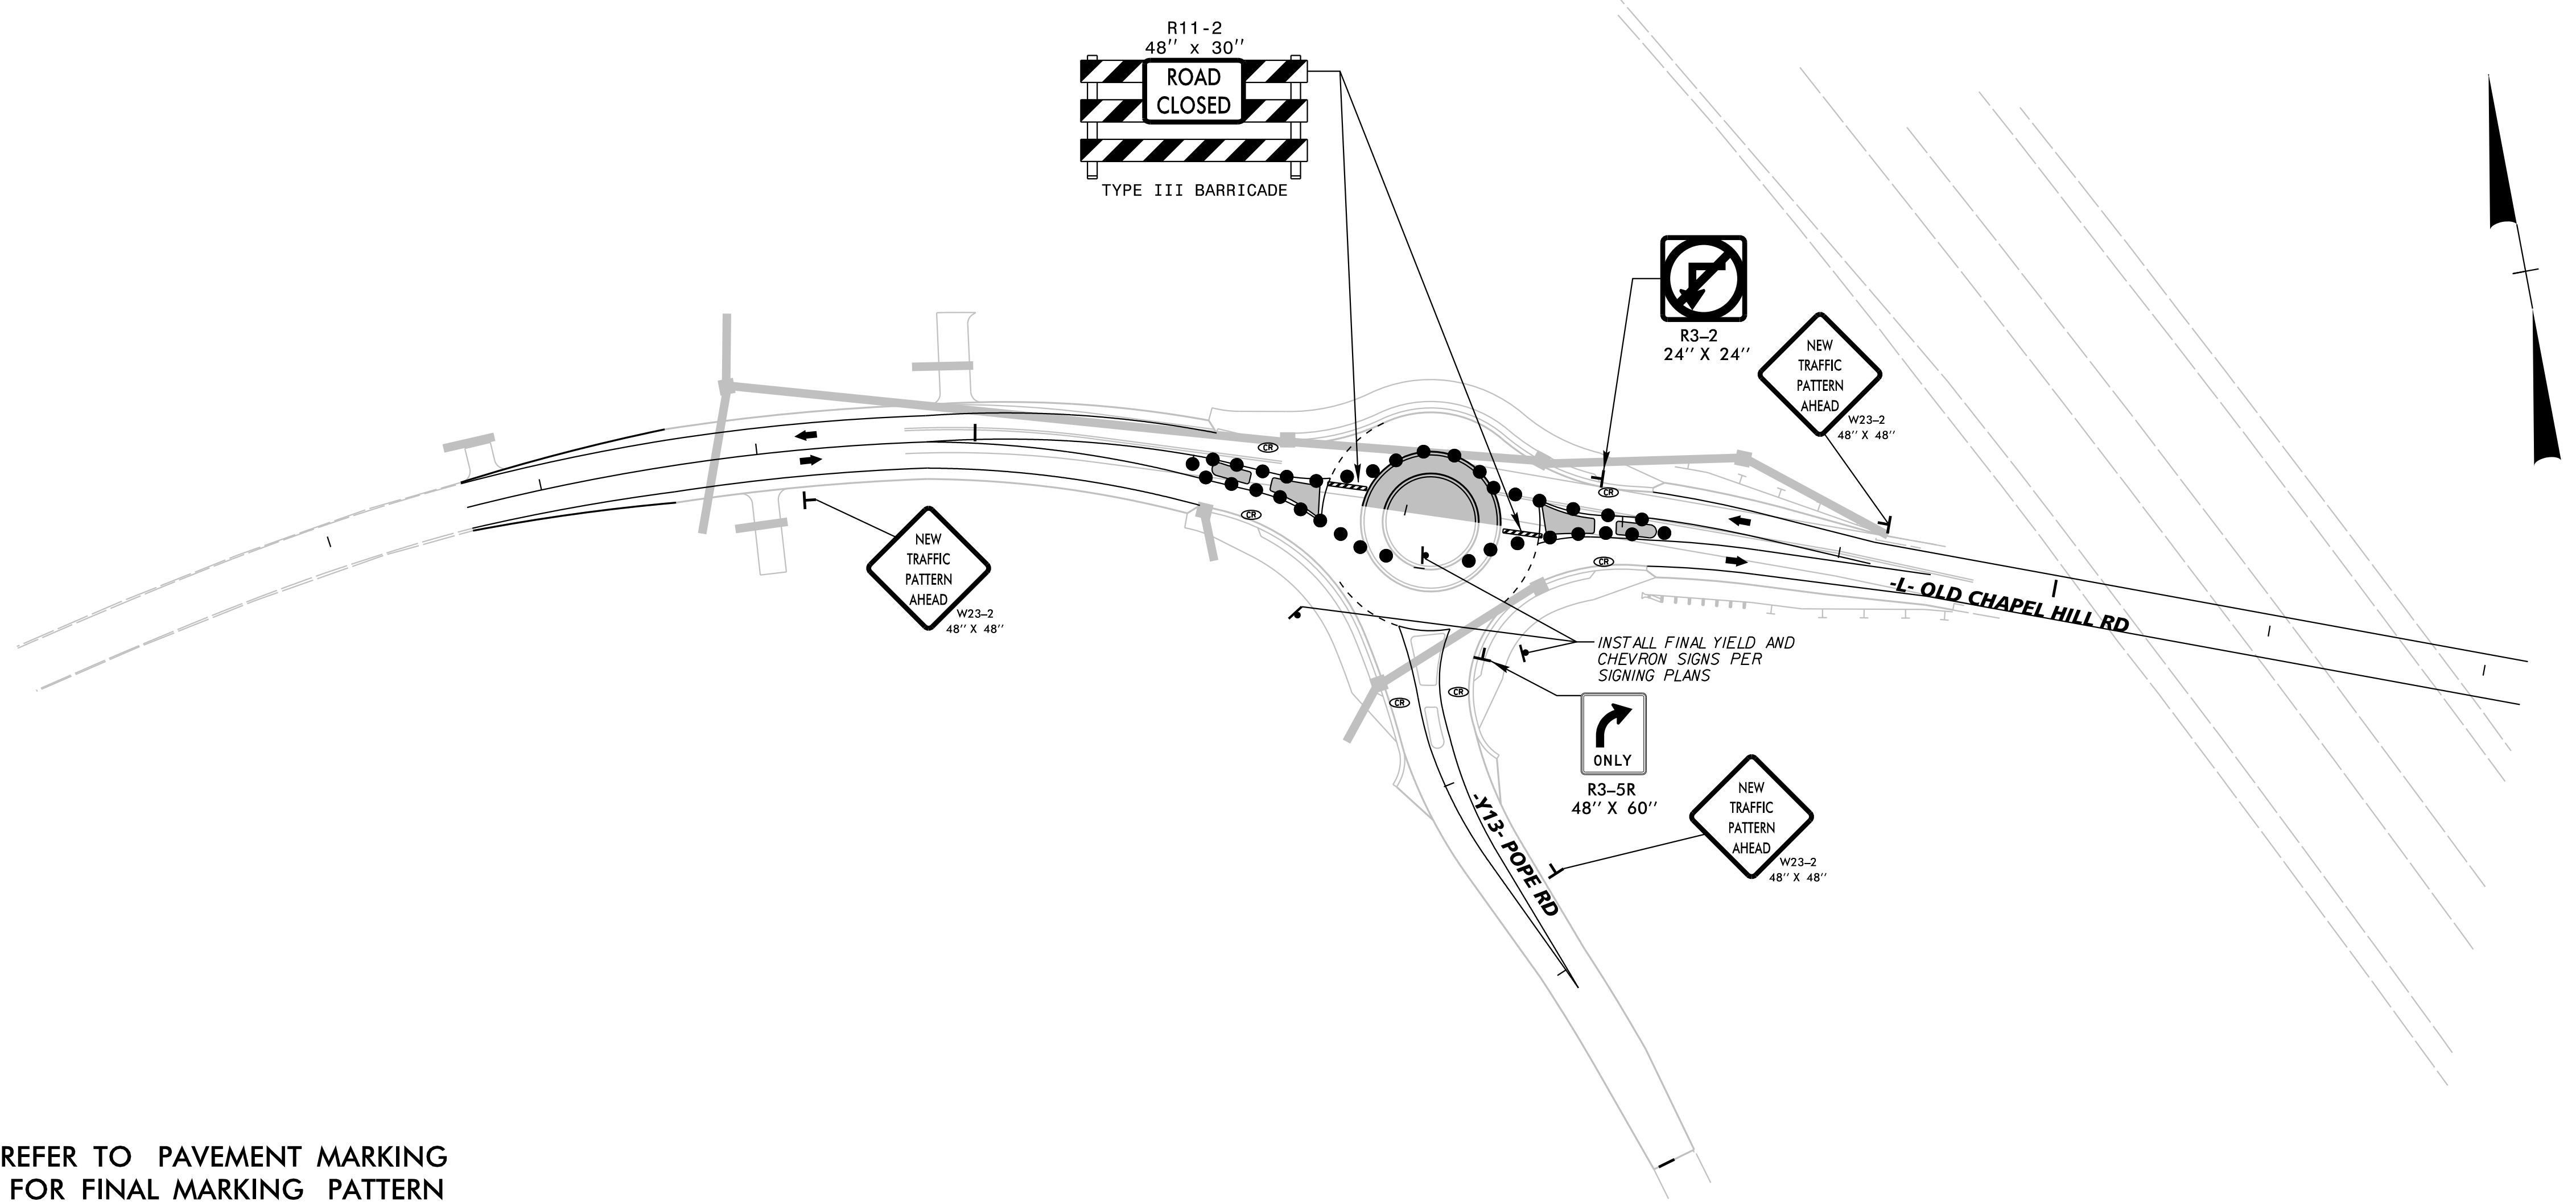 R11-2
48" x 30"
ROAD
CLOSED
TYPE III BARRICADE
R3-2
24" X 24"
NEW
TRAFFIC
PATTERN
AHEAD
W23-2
48" X 48"
CR
CR
CR
CR
NEW
TRAFFIC
PATTERN
AHEAD
W23-2
48" X 48"
-L- OLD CHAPEL HILL RD
INSTALL FINAL YIELD AND
CHEVRON SIGNS PER
SIGNING PLANS
CR
CR
ONLY
R3-5R
48" X 60"
-Y13- POPE RD
NEW
TRAFFIC
PATTERN
AHEAD
W23-2
48" X 48"
REFER TO PAVEMENT MARKING
FOR FINAL MARKING PATTERN